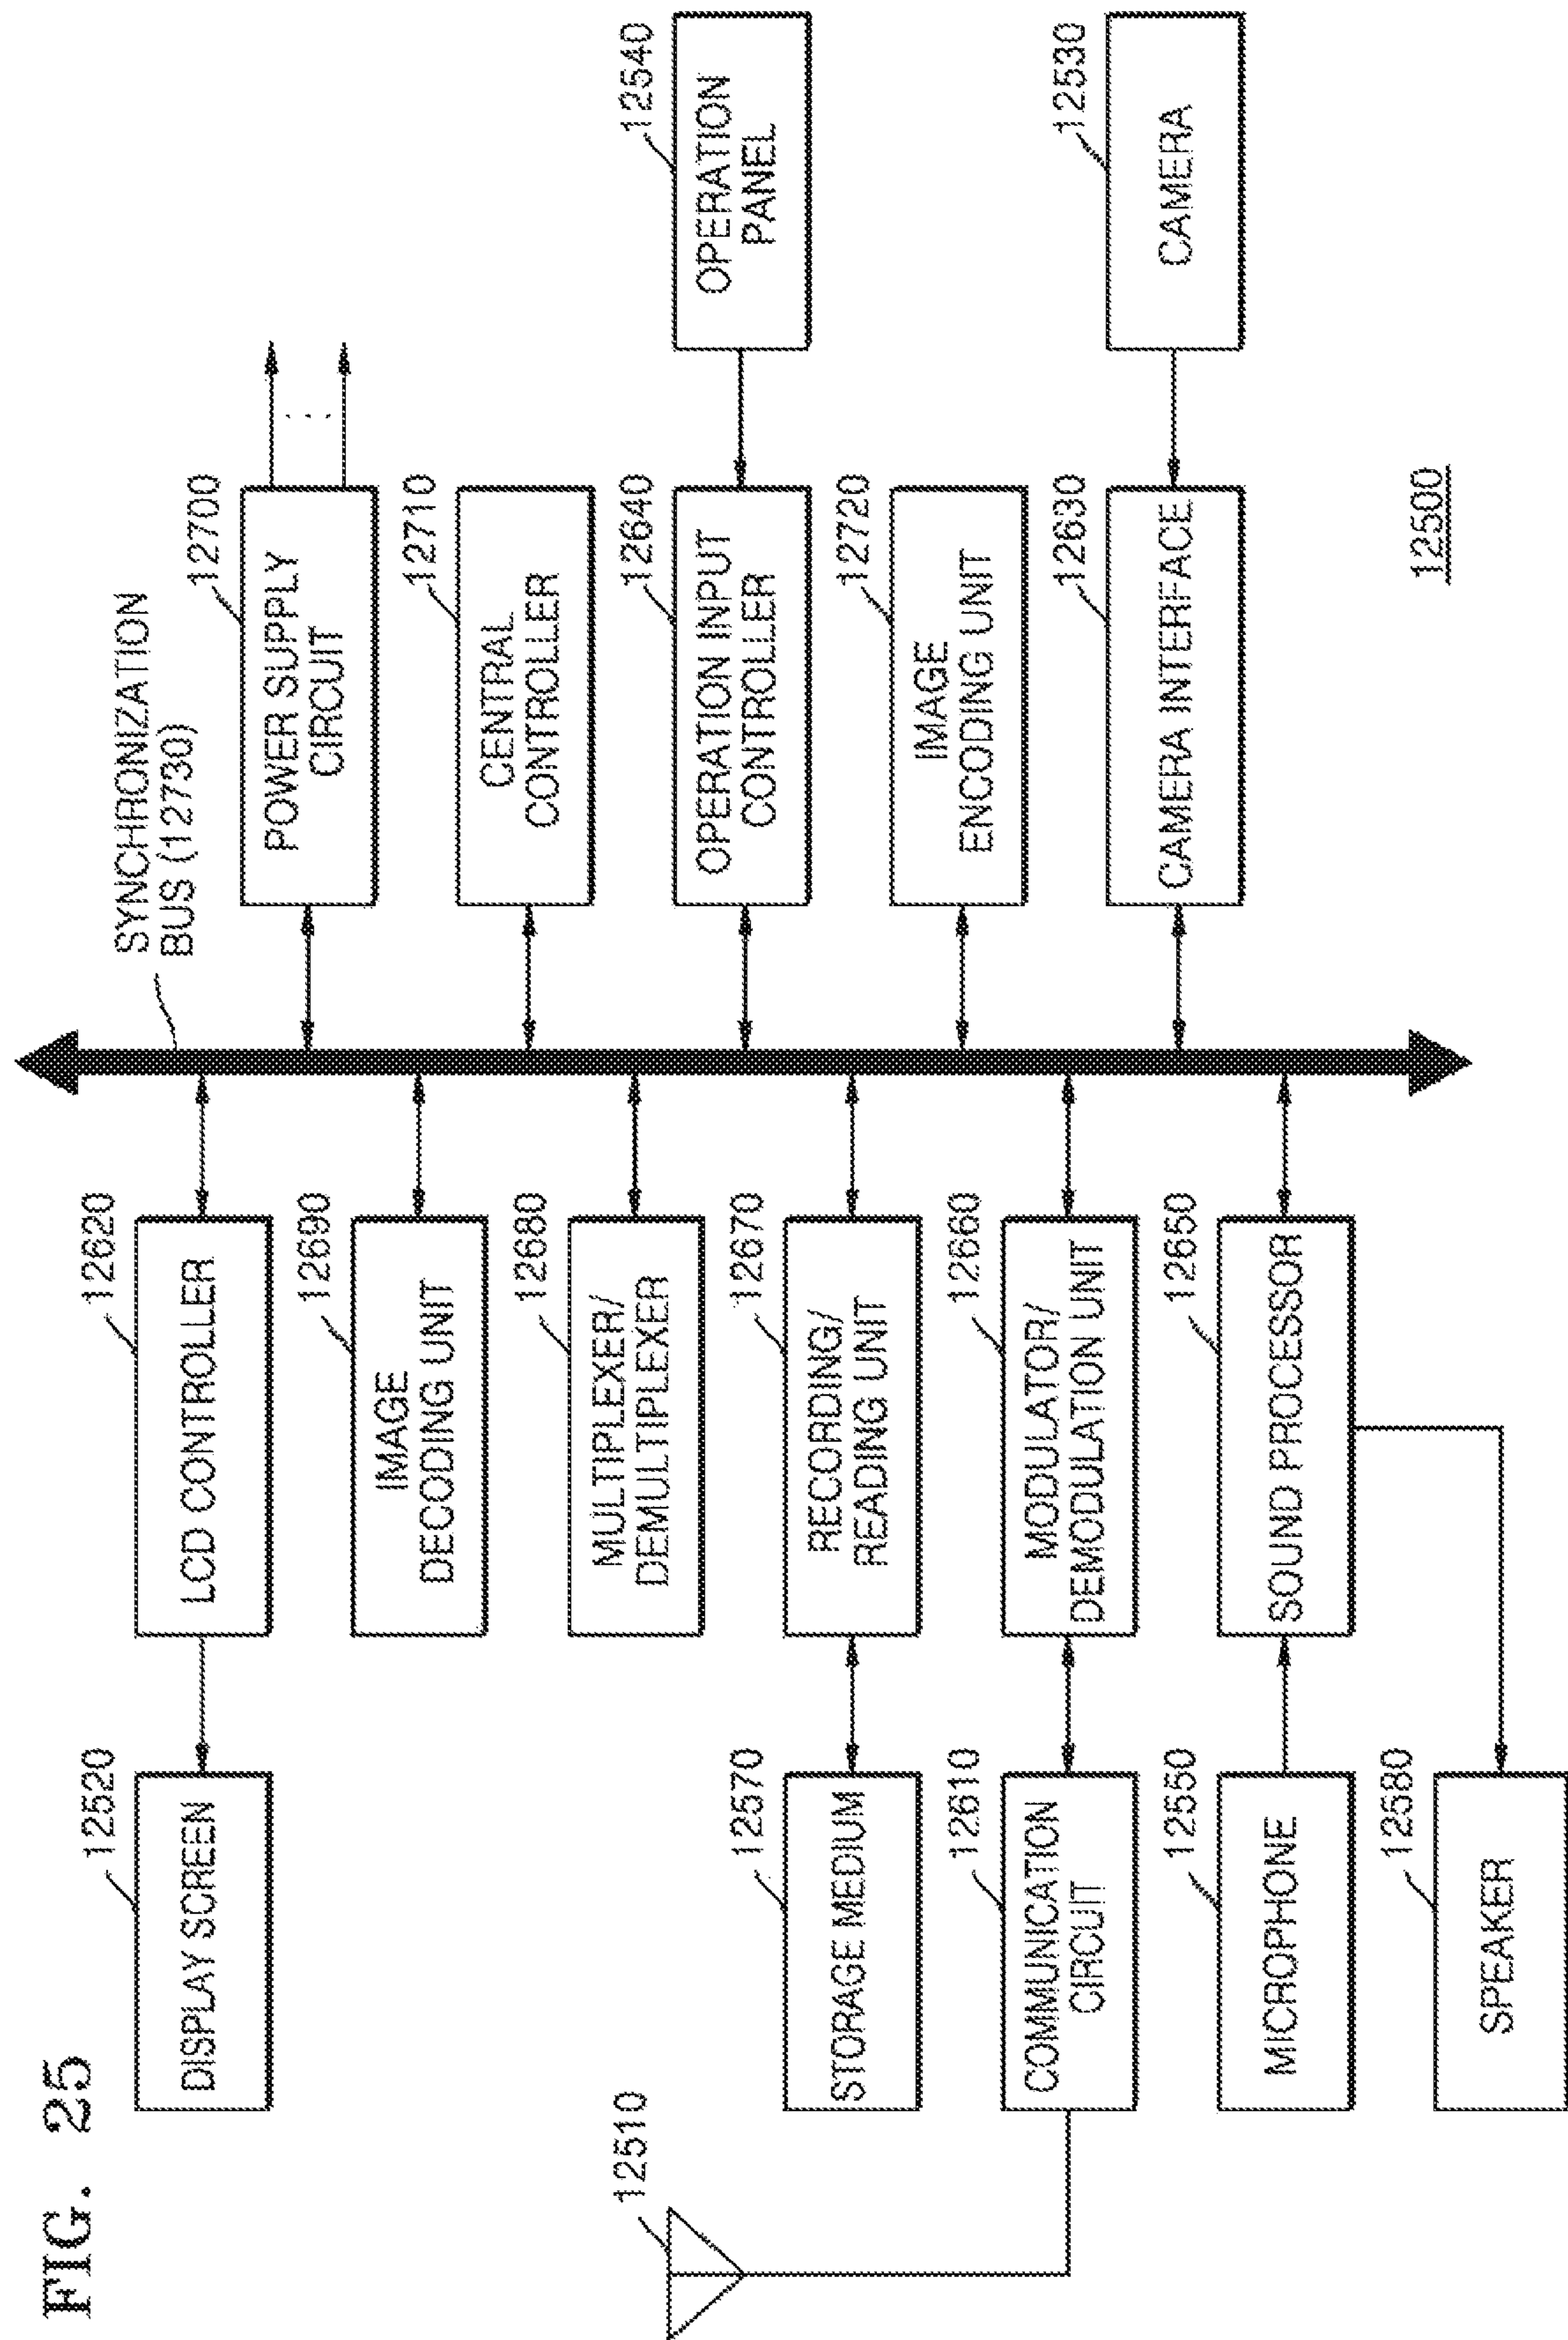 FIG. 25
12510
12520
DISPLAY SCREEN
12570
STORAGE MEDIUM
12610
COMMUNICATION
CIRCUIT
12550
MICROPHONE
12580
SPEAKER
12620
LCD CONTROLLER
12690
IMAGE
DECODING UNIT
12680
MULTIPLEXER/
DEMULTIPLEXER
12670
RECORDING/
READING UNIT
12660
MODULATOR/
DEMODULATION UNIT
12650
SOUND PROCESSOR
SYNCHRONIZATION
BUS (12730)
12700
POWER SUPPLY
CIRCUIT
12710
CENTRAL
CONTROLLER
12640
OPERATION INPUT
CONTROLLER
12720
IMAGE
ENCODING UNIT
12630
CAMERA INTERFACE
12540
OPERATION
PANEL
12530
CAMERA
12500